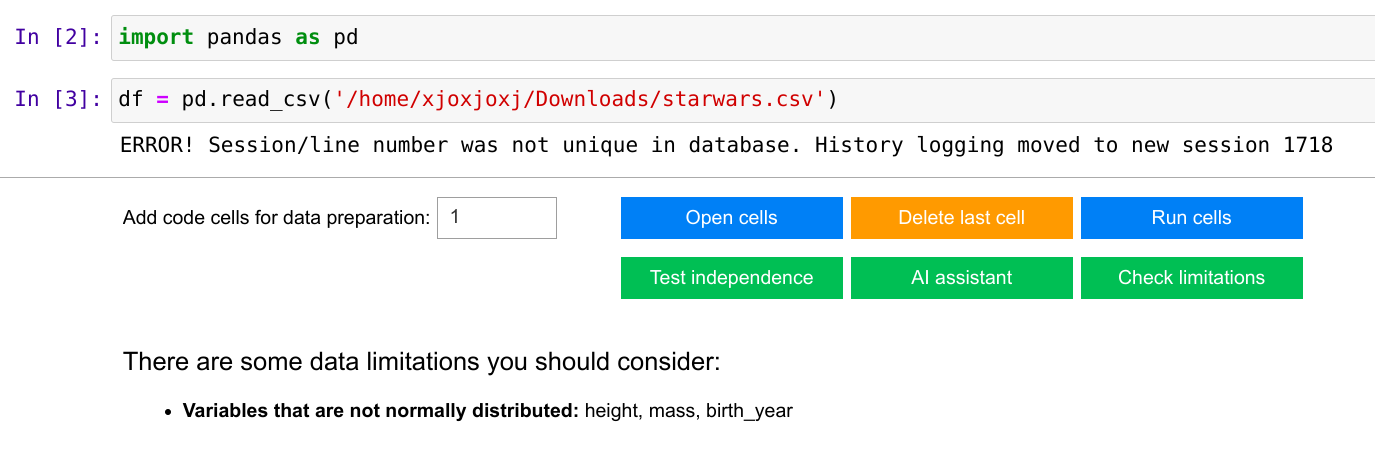 In [2]: import pandas as pd
In [3]: df = pd.read_csv('/home/xjoxjoxj/Downloads/starwars.csv')
ERROR! Session/line number was not unique in database. History logging moved to new session 1718
Add code cells for data preparation: 1 Open cells Delete last cell Run cells
Test independence AI assistant Check limitations
There are some data limitations you should consider:
• Variables that are not normally distributed: height, mass, birth_year